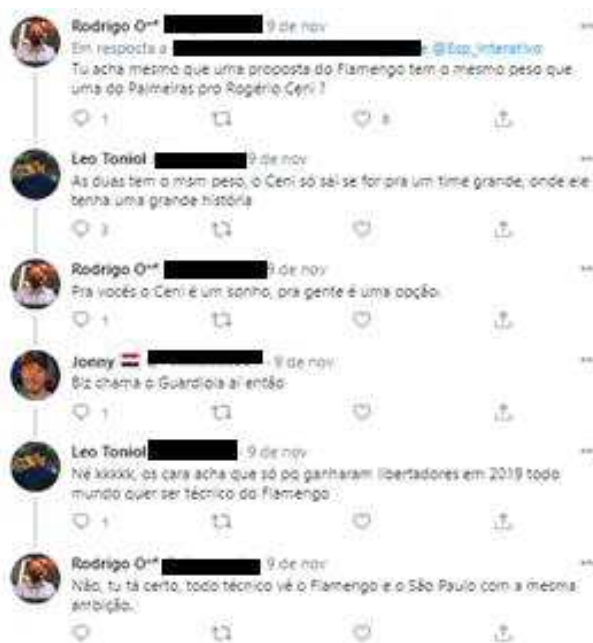 Rodrigo O** 9 de nov
Em resposta a e @Esp_Interativo
Tu acha mesmo que uma proposta do Flamengo tem o mesmo peso que
uma do Palmeiras pro Rogério Ceni ?
1 8
Leo Toniol 9 de nov
As duas tem o msm peso, o Ceni só sai se for pra um time grande, onde ele
tenha uma grande história
3
Rodrigo O** 9 de nov
Pra vocês o Ceni é um sonho, pra gente é uma opção.
1
Jonny - 9 de nov
Blz chama o Guardiola aí então
1
Leo Toniol 9 de nov
Né kkkkk, os cara acha que só pq ganharam libertadores em 2019 todo
mundo quer ser técnico do Flamengo
1
Rodrigo O** 9 de nov
Não, tu tá certo, todo técnico vê o Flamengo e o São Paulo com a mesma
ambição.